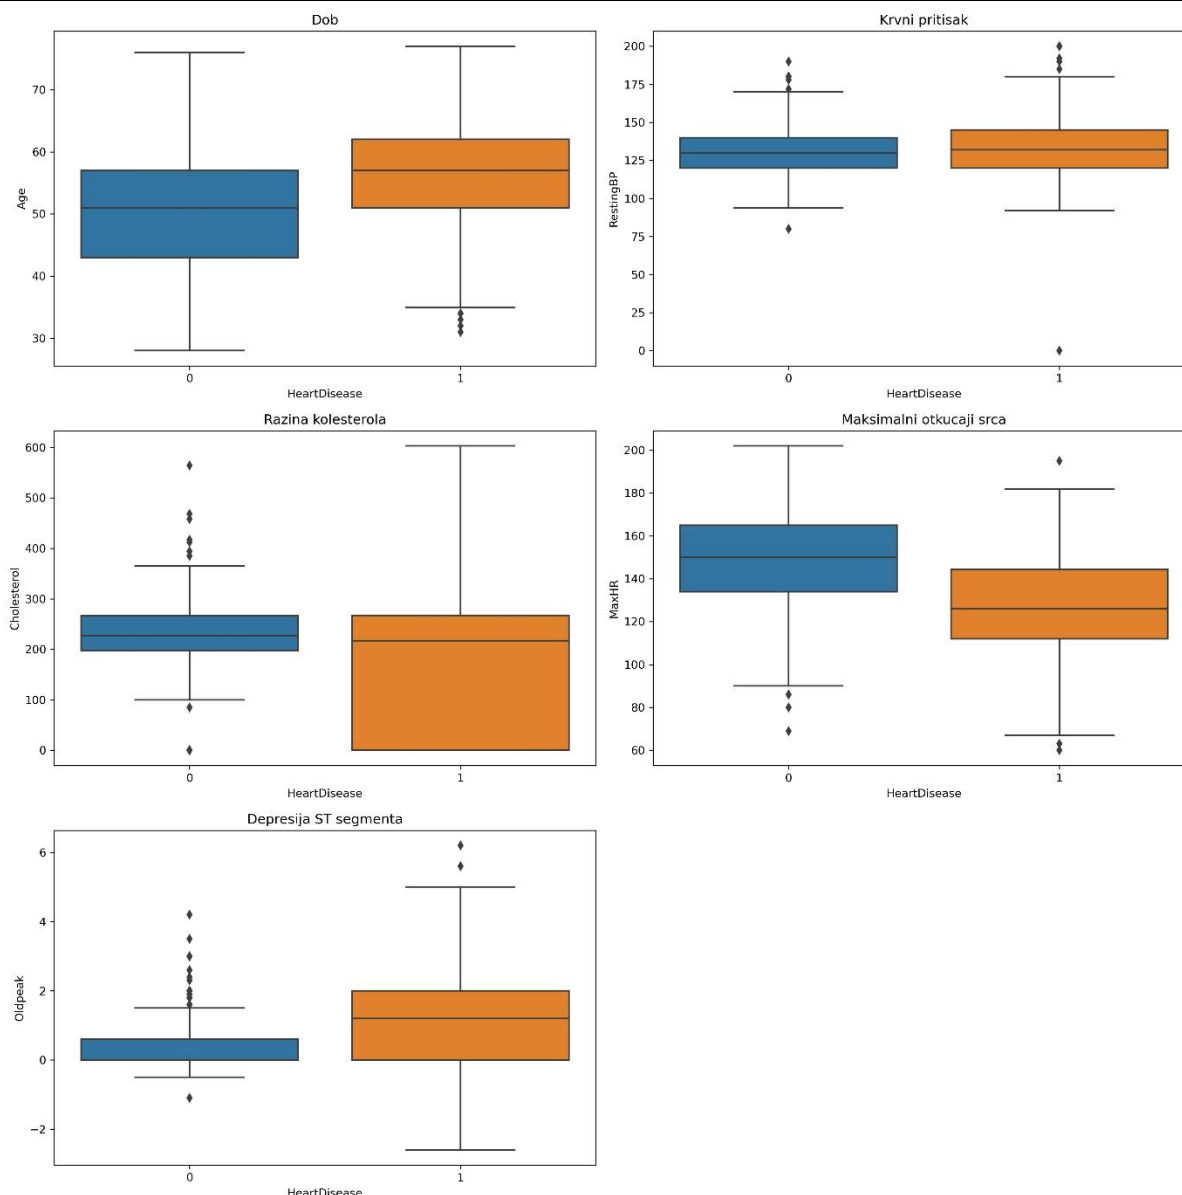 Dob
70
60
50
40
30
Age
0 1
HeartDisease
Krvni pritisak
200
175
150
125
100
75
50
25
0
RestingBP
0 1
HeartDisease
Razina kolesterola
600
500
400
300
200
100
0
Cholesterol
0 1
HeartDisease
Maksimalni otkucaji srca
200
180
160
140
120
100
80
60
MaxHR
0 1
HeartDisease
Depresija ST segmenta
6
4
2
0
−2
Oldpeak
0 1
HeartDisease